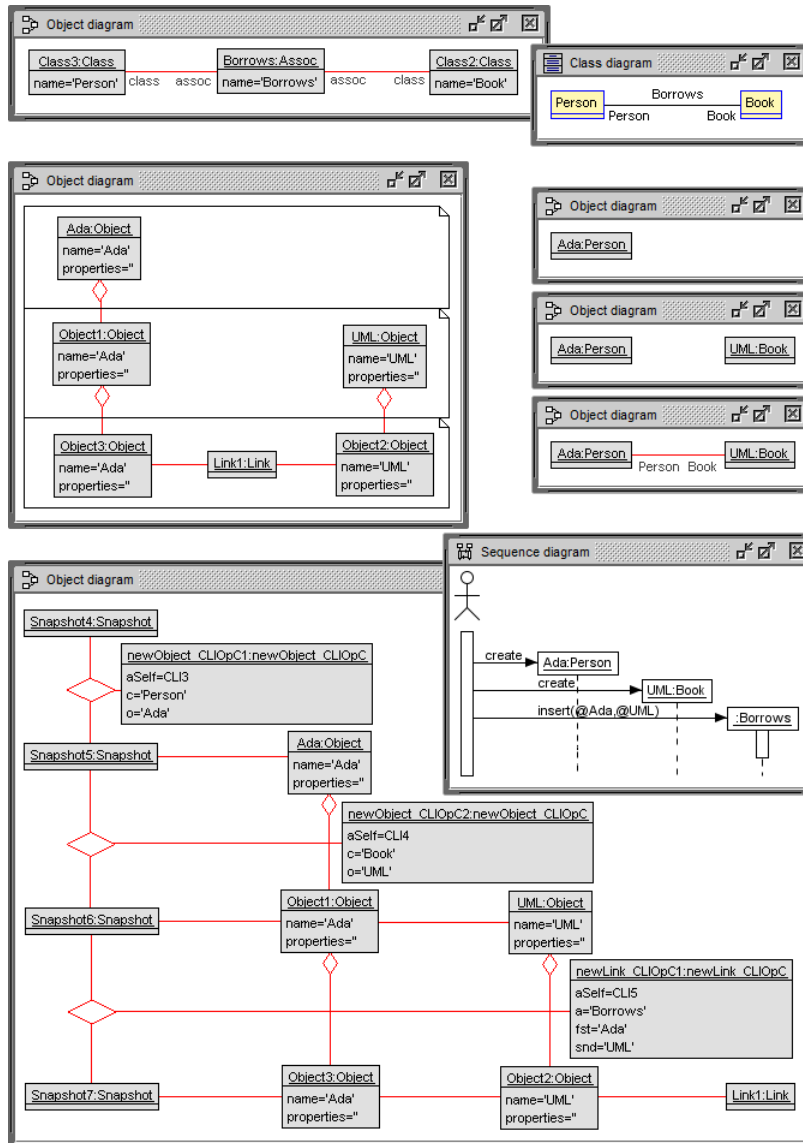 Object diagram
Class3:Class
name='Person'
class
assoc
Borrows:Assoc
name='Borrows'
assoc
class
Class2:Class
name='Book'
Class diagram
Person
Borrows
Person
Book
Book
Object diagram
Ada:Object
name='Ada'
properties=''
Object1:Object
name='Ada'
properties=''
UML:Object
name='UML'
properties=''
Object3:Object
name='Ada'
properties=''
Link1:Link
Object2:Object
name='UML'
properties=''
Object diagram
Ada:Person
Object diagram
Ada:Person
UML:Book
Object diagram
Ada:Person
Person
Book
UML:Book
Object diagram
Snapshot4:Snapshot
newObject_CLIOpC1:newObject_CLIOpC
aSelf=CLI3
c='Person'
o='Ada'
Snapshot5:Snapshot
Ada:Object
name='Ada'
properties=''
newObject_CLIOpC2:newObject_CLIOpC
aSelf=CLI4
c='Book'
o='UML'
Snapshot6:Snapshot
Object1:Object
name='Ada'
properties=''
UML:Object
name='UML'
properties=''
newLink_CLIOpC1:newLink_CLIOpC
aSelf=CLI5
a='Borrows'
fst='Ada'
snd='UML'
Snapshot7:Snapshot
Object3:Object
name='Ada'
properties=''
Object2:Object
name='UML'
properties=''
Link1:Link
Sequence diagram
create
Ada:Person
create
UML:Book
insert(@Ada,@UML)
:Borrows